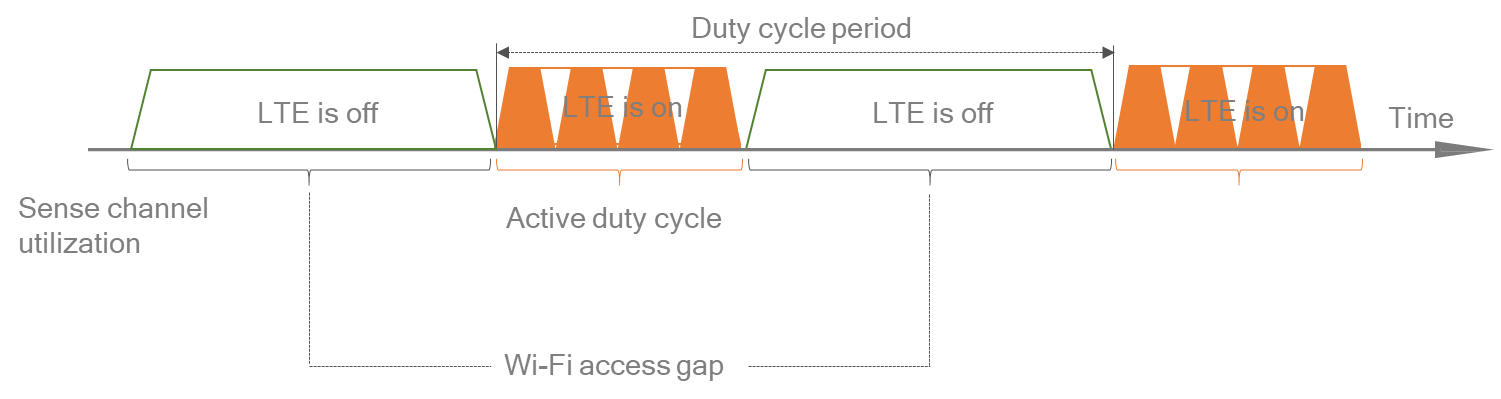 Duty cycle period
LTE is off
LTE is on
LTE is off
LTE is on
Time
Sense channel
utilization
Active duty cycle
Wi-Fi access gap